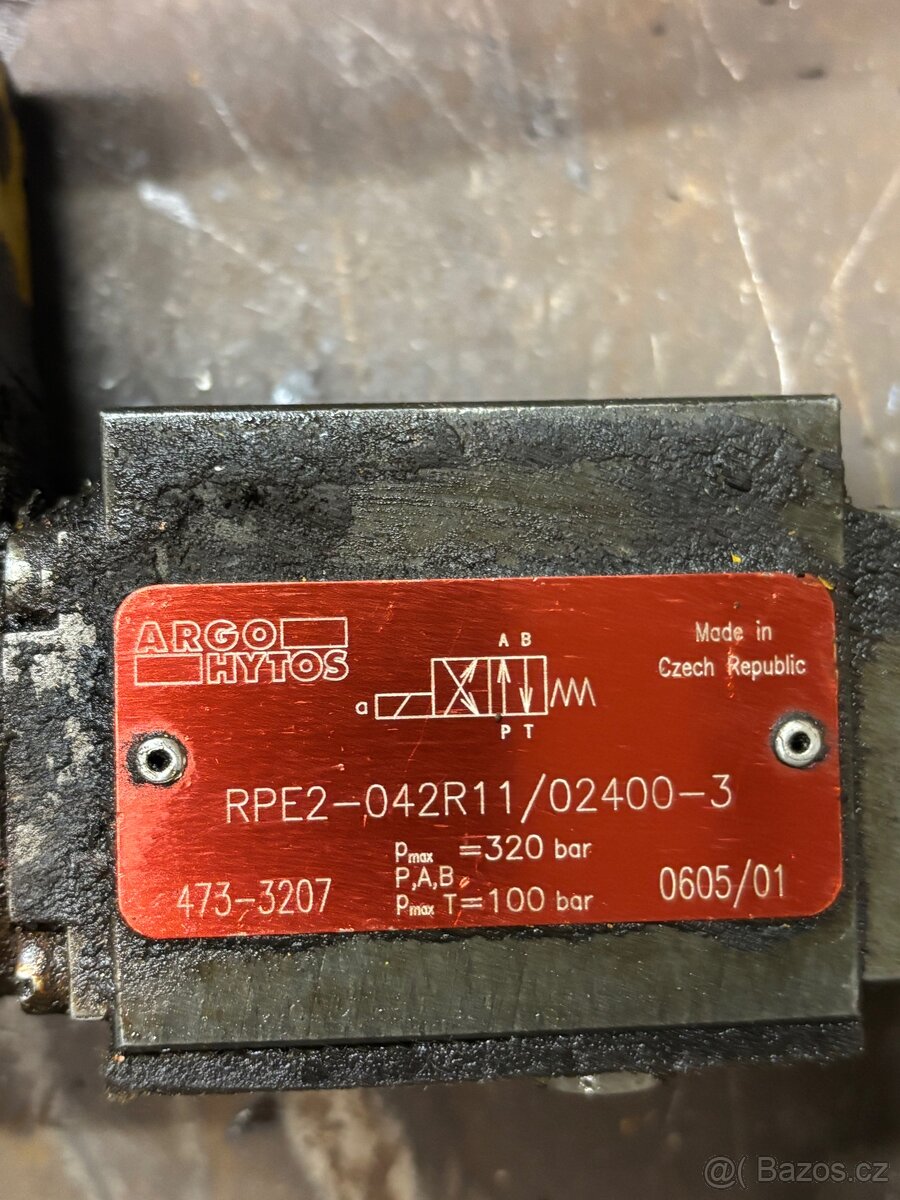 ARGO
HYTOS
A B
a
P T
Made in
Czech Republic
RPE2-042R11/02400-3
pmax =320 bar
P,A,B
pmax T=100 bar
473-3207
0605/01
@( Bazoš.cz